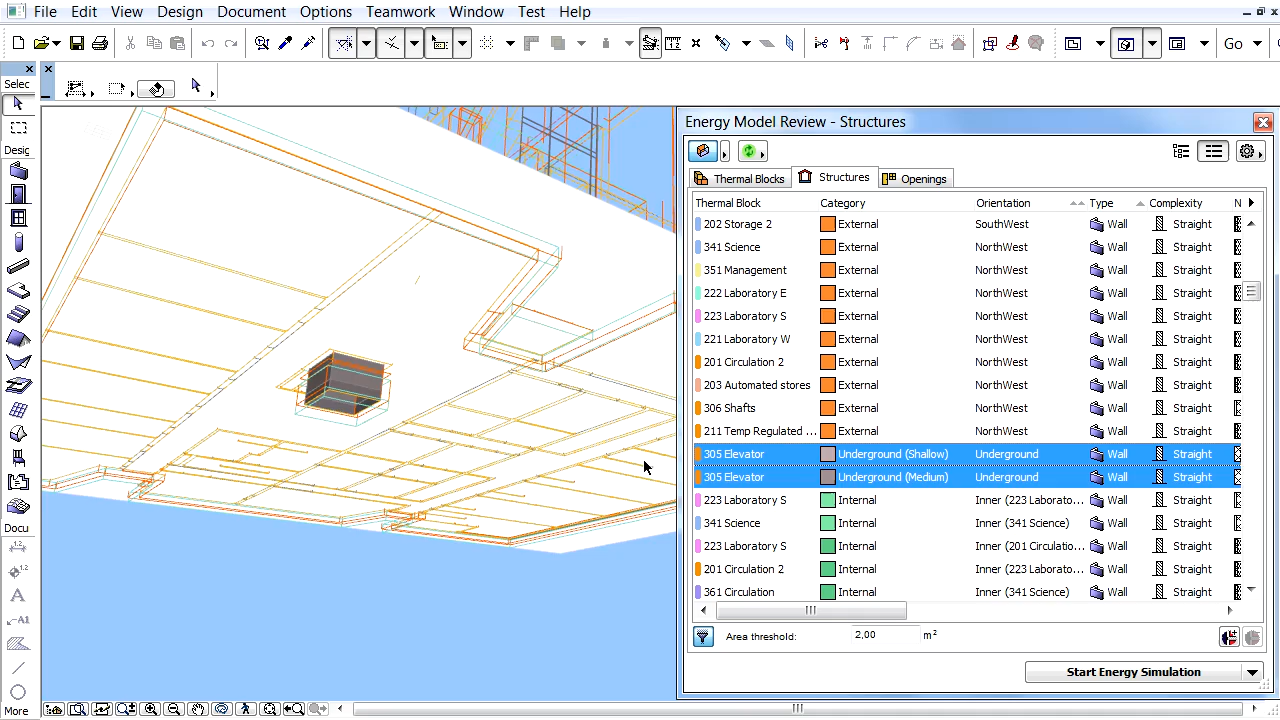 File Edit View Design Document Options Teamwork Window Test Help
Go
Selec
Desig
Docu
More
Energy Model Review - Structures
Thermal Blocks Structures Openings
Thermal Block Category Orientation Type Complexity N
202 Storage 2 External SouthWest Wall Straight
341 Science External NorthWest Wall Straight
351 Management External NorthWest Wall Straight
222 Laboratory E External NorthWest Wall Straight
223 Laboratory S External NorthWest Wall Straight
221 Laboratory W External NorthWest Wall Straight
201 Circulation 2 External NorthWest Wall Straight
203 Automated stores External NorthWest Wall Straight
306 Shafts External NorthWest Wall Straight
211 Temp Regulated ... External NorthWest Wall Straight
305 Elevator Underground (Shallow) Underground Wall Straight
305 Elevator Underground (Medium) Underground Wall Straight
223 Laboratory S Internal Inner (223 Laborato... Wall Straight
341 Science Internal Inner (341 Science) Wall Straight
223 Laboratory S Internal Inner (201 Circulatio... Wall Straight
201 Circulation 2 Internal Inner (223 Laborato... Wall Straight
361 Circulation Internal Inner (341 Science) Wall Straight
Area threshold: 2,00 m²
Start Energy Simulation